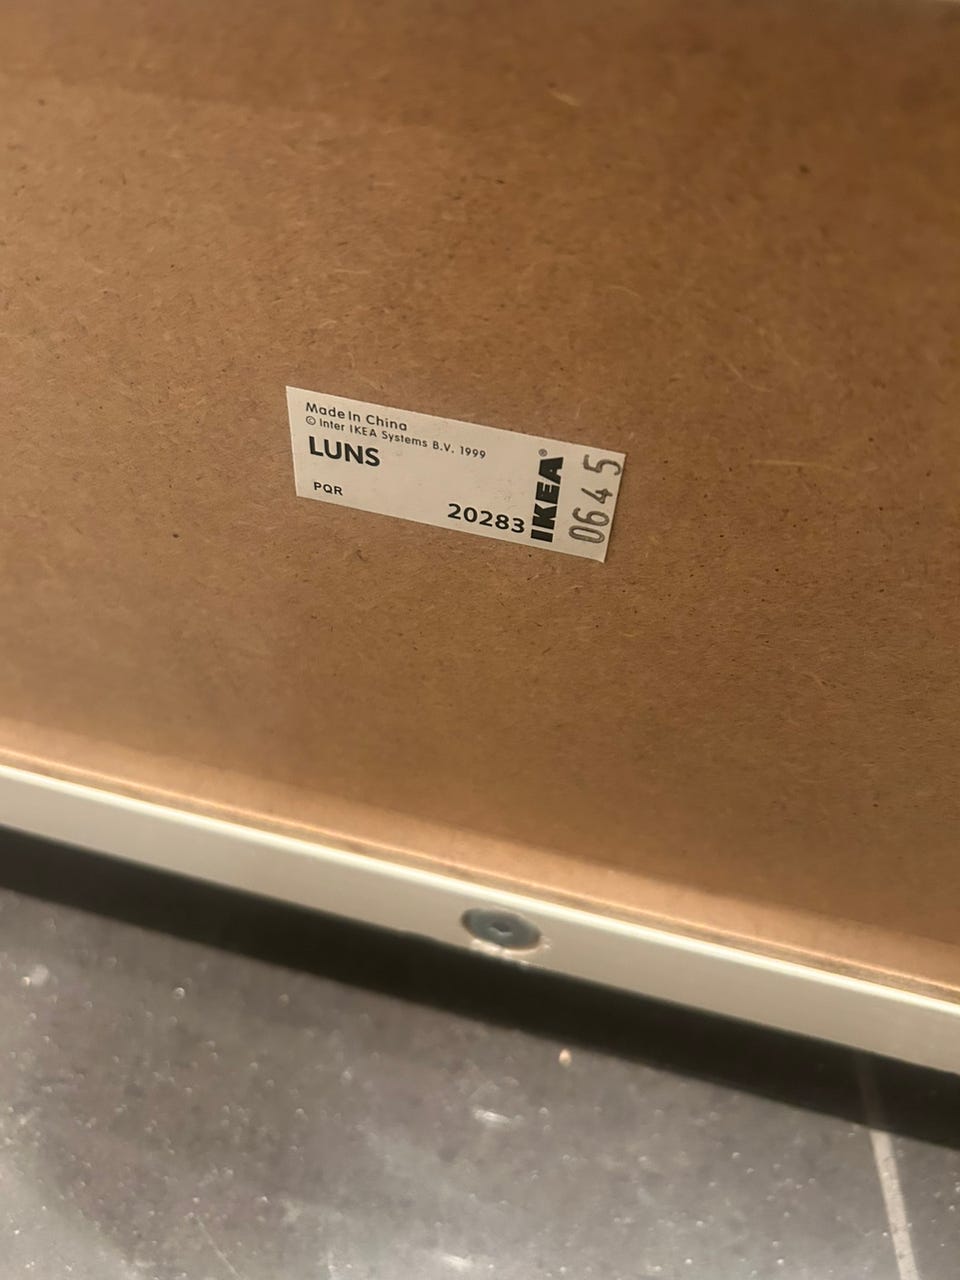 Made In China
© Inter IKEA Systems B.V. 1999
LUNS
PQR
20283
IKEA®
0645